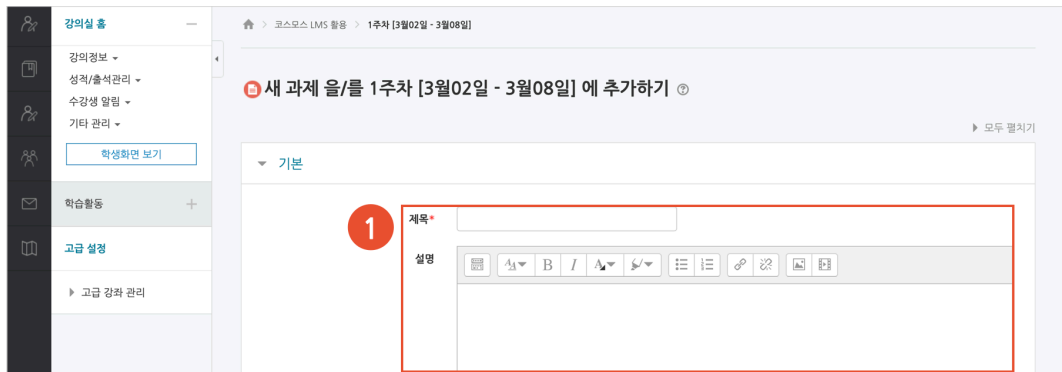 강의실 홈
코스모스 LMS 활용 > 1주차 [3월02일 - 3월08일]
강의정보
성적/출석관리
수강생 알림
기타 관리
학생화면 보기
학습활동
고급 설정
고급 강좌 관리
새 과제 을/를 1주차 [3월02일 - 3월08일] 에 추가하기
모두 펼치기
기본
1
제목*
설명
B I